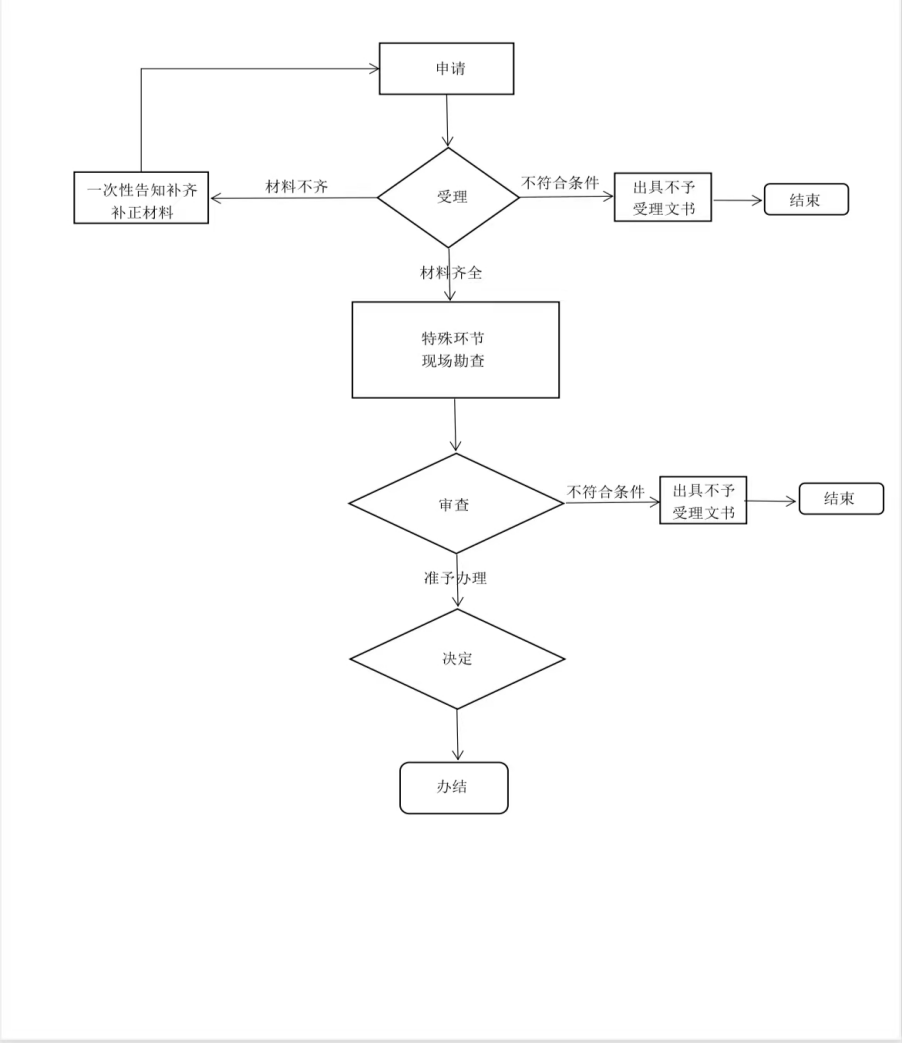 申请
一次性告知补齐
补正材料
材料不齐
受理
不符合条件
出具不予
受理文书
结束
材料齐全
特殊环节
现场勘查
审查
不符合条件
出具不予
受理文书
结束
准予办理
决定
办结